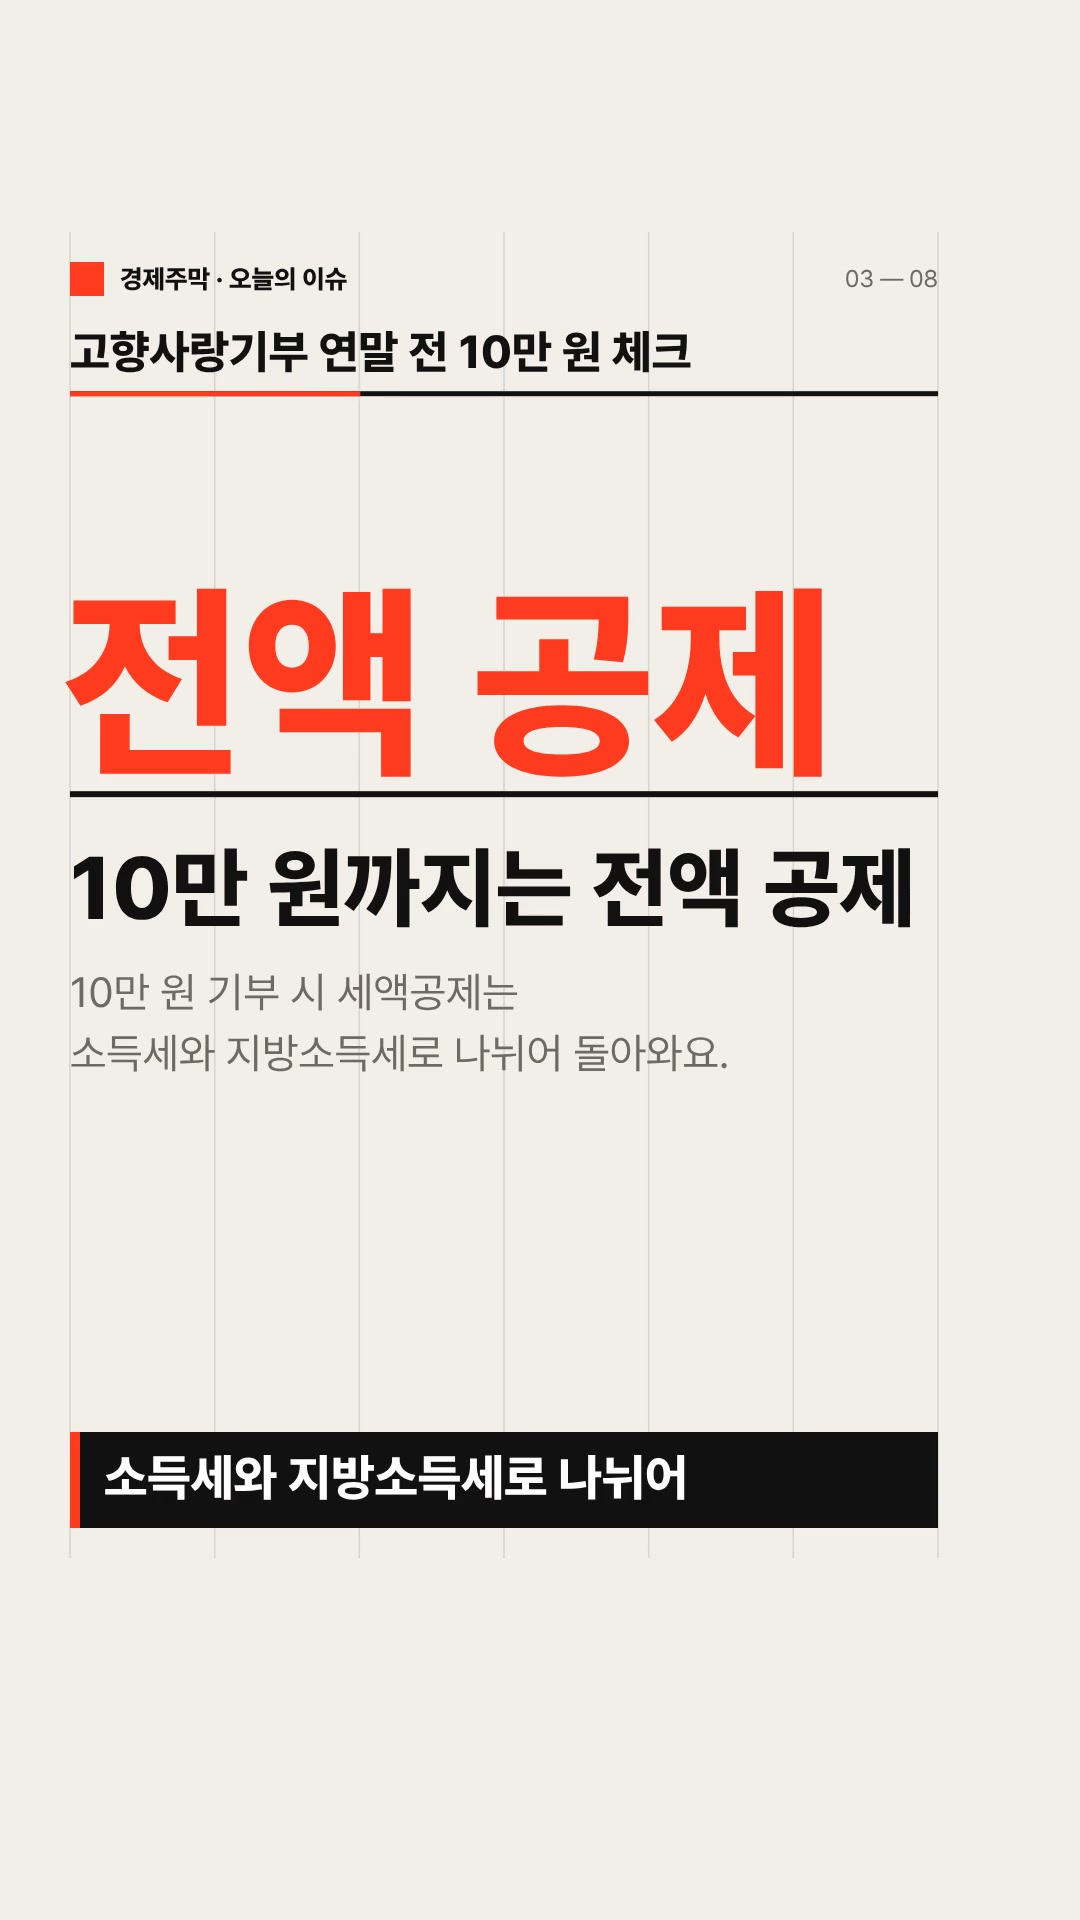 경제주막 · 오늘의 이슈
03 — 08
고향사랑기부 연말 전 10만 원 체크
전액 공제
10만 원까지는 전액 공제
10만 원 기부 시 세액공제는
소득세와 지방소득세로 나뉘어 돌아와요.
소득세와 지방소득세로 나뉘어